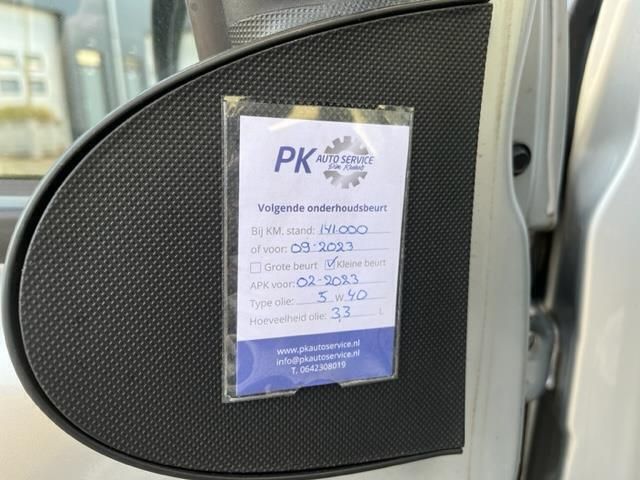 PK AUTO SERVICE
Volgende onderhoudsbeurt
Bij KM. stand: 141.000
of voor: 09-2023
Grote beurt Kleine beurt
APK voor: 02-2023
Type olie: 5 W 40
Hoeveelheid olie: 3,3 L
www.pkautoservice.nl
info@pkautoservice.nl
T. 0642308019